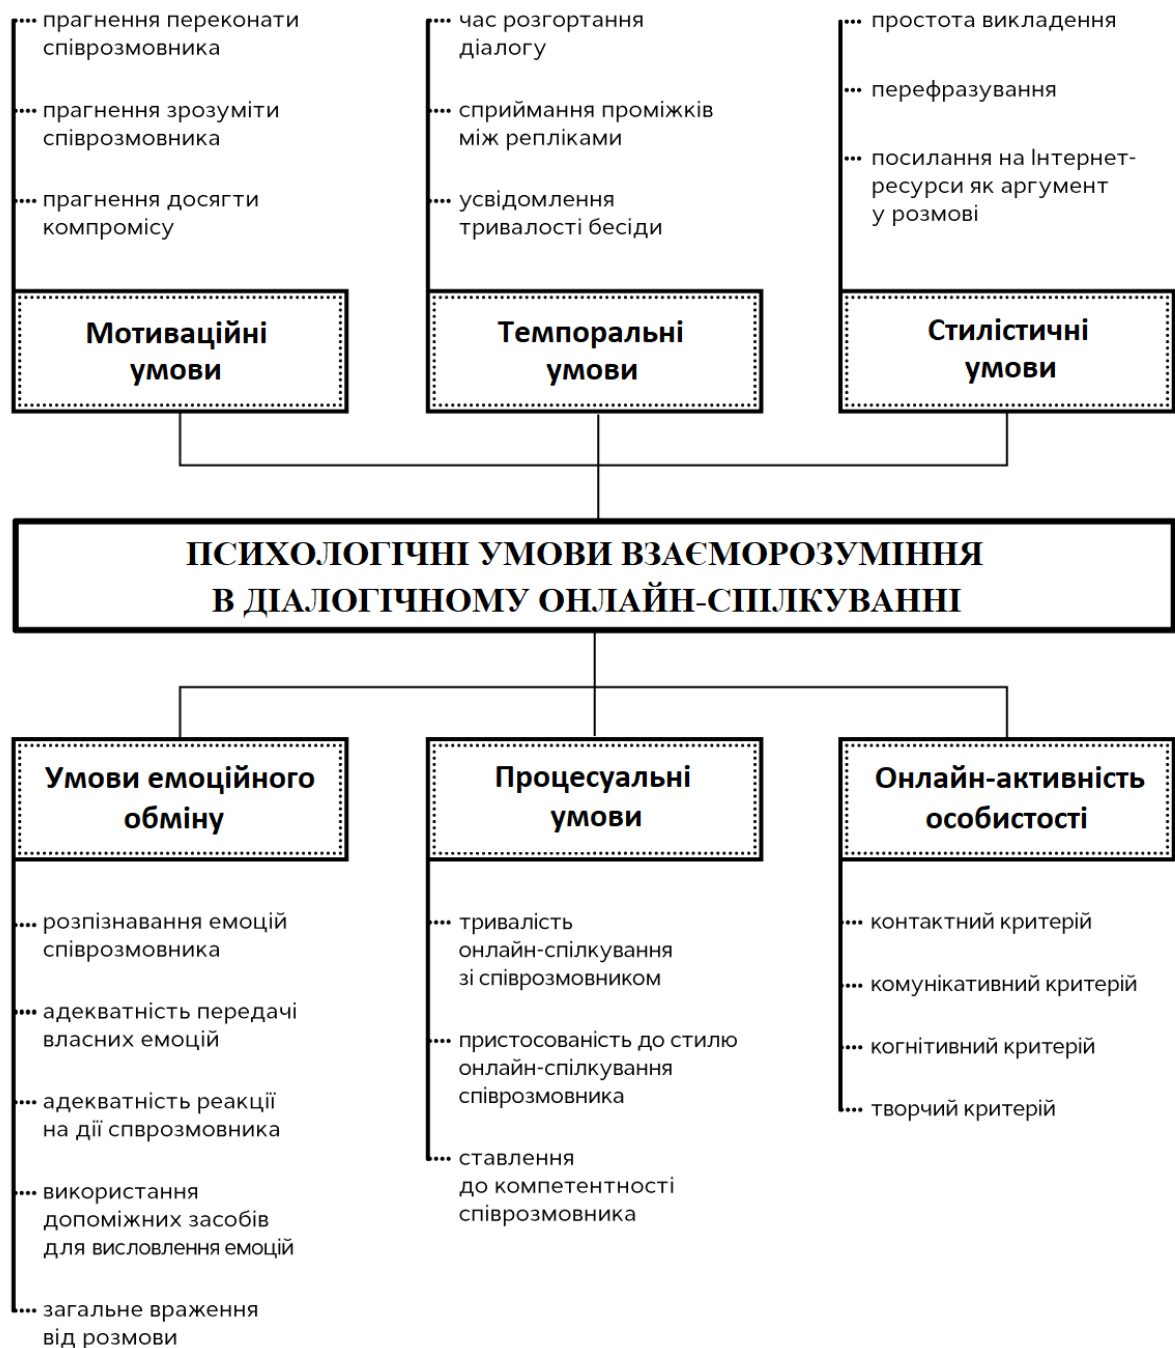 прагнення переконати
співрозмовника
прагнення зрозуміти
співрозмовника
прагнення досягти
компромісу
Мотиваційні
умови
час розгортання
діалогу
сприймання проміжків
між репліками
усвідомлення
тривалості бесіди
Темпоральні
умови
простота викладення
перефразування
посилання на Інтернет-
ресурси як аргумент
у розмові
Стилістичні
умови
ПСИХОЛОГІЧНІ УМОВИ ВЗАЄМОРОЗУМІННЯ
В ДІАЛОГІЧНОМУ ОНЛАЙН-СПІЛКУВАННІ
Умови емоційного
обміну
розпізнавання емоцій
співрозмовника
адекватність передачі
власних емоцій
адекватність реакції
на дії спврозмовника
використання
допоміжних засобів
для висловлення емоцій
загальне враження
від розмови
Процесуальні
умови
тривалість
онлайн-спілкування
зі співрозмовником
пристосованість до стилю
онлайн-спілкування
співрозмовника
ставлення
до компетентності
співрозмовника
Онлайн-активність
особистості
контактний критерій
комунікативний критерій
когнітивний критерій
творчий критерій